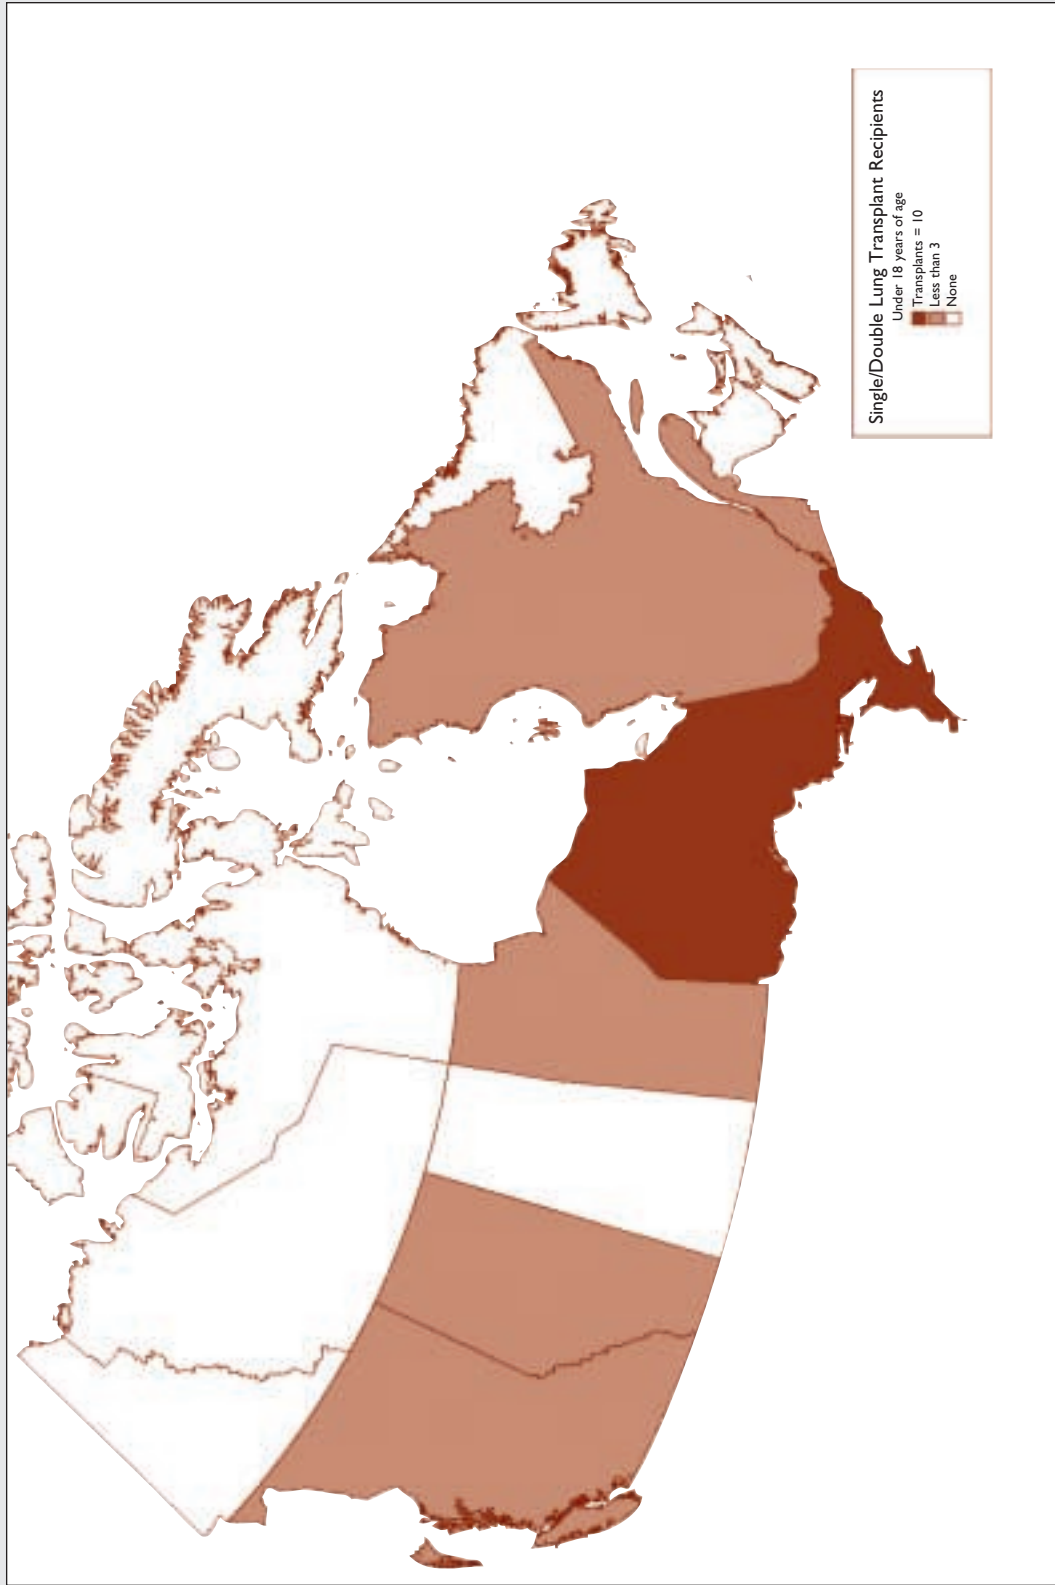 Single/Double Lung Transplant Recipients
Under 18 years of age
Transplants = 10
Less than 3
None